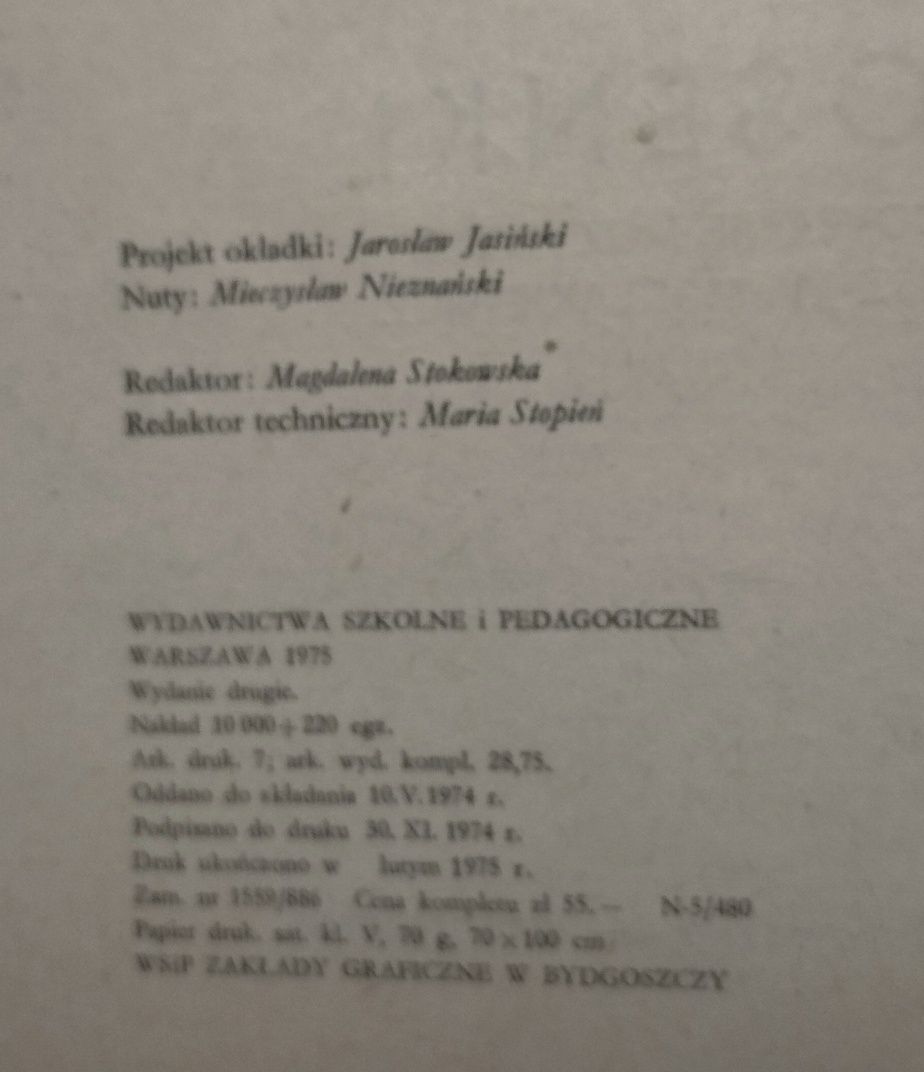 Projekt okładki: Jarosław Jasiński
Nuty: Mieczysław Nieznański
Redaktor: Magdalena Stokowska
Redaktor techniczny: Maria Stopień
WYDAWNICTWA SZKOLNE i PEDAGOGICZNE
WARSZAWA 1975
Wydanie drugie.
Nakład 10 000 + 220 egz.
Ark. druk. 7; ark. wyd. kompl. 28,75.
Oddano do składania 10.V.1974 r.
Podpisano do druku 30. XI. 1974 r.
Druk ukończono w lutym 1975 r.
Zam. nr 1559/886 Cena kompletu zł 55.— N-5/480
Papier druk. sat. kl. V, 70 g, 70 × 100 cm.
WSiP ZAKŁADY GRAFICZNE W BYDGOSZCZY